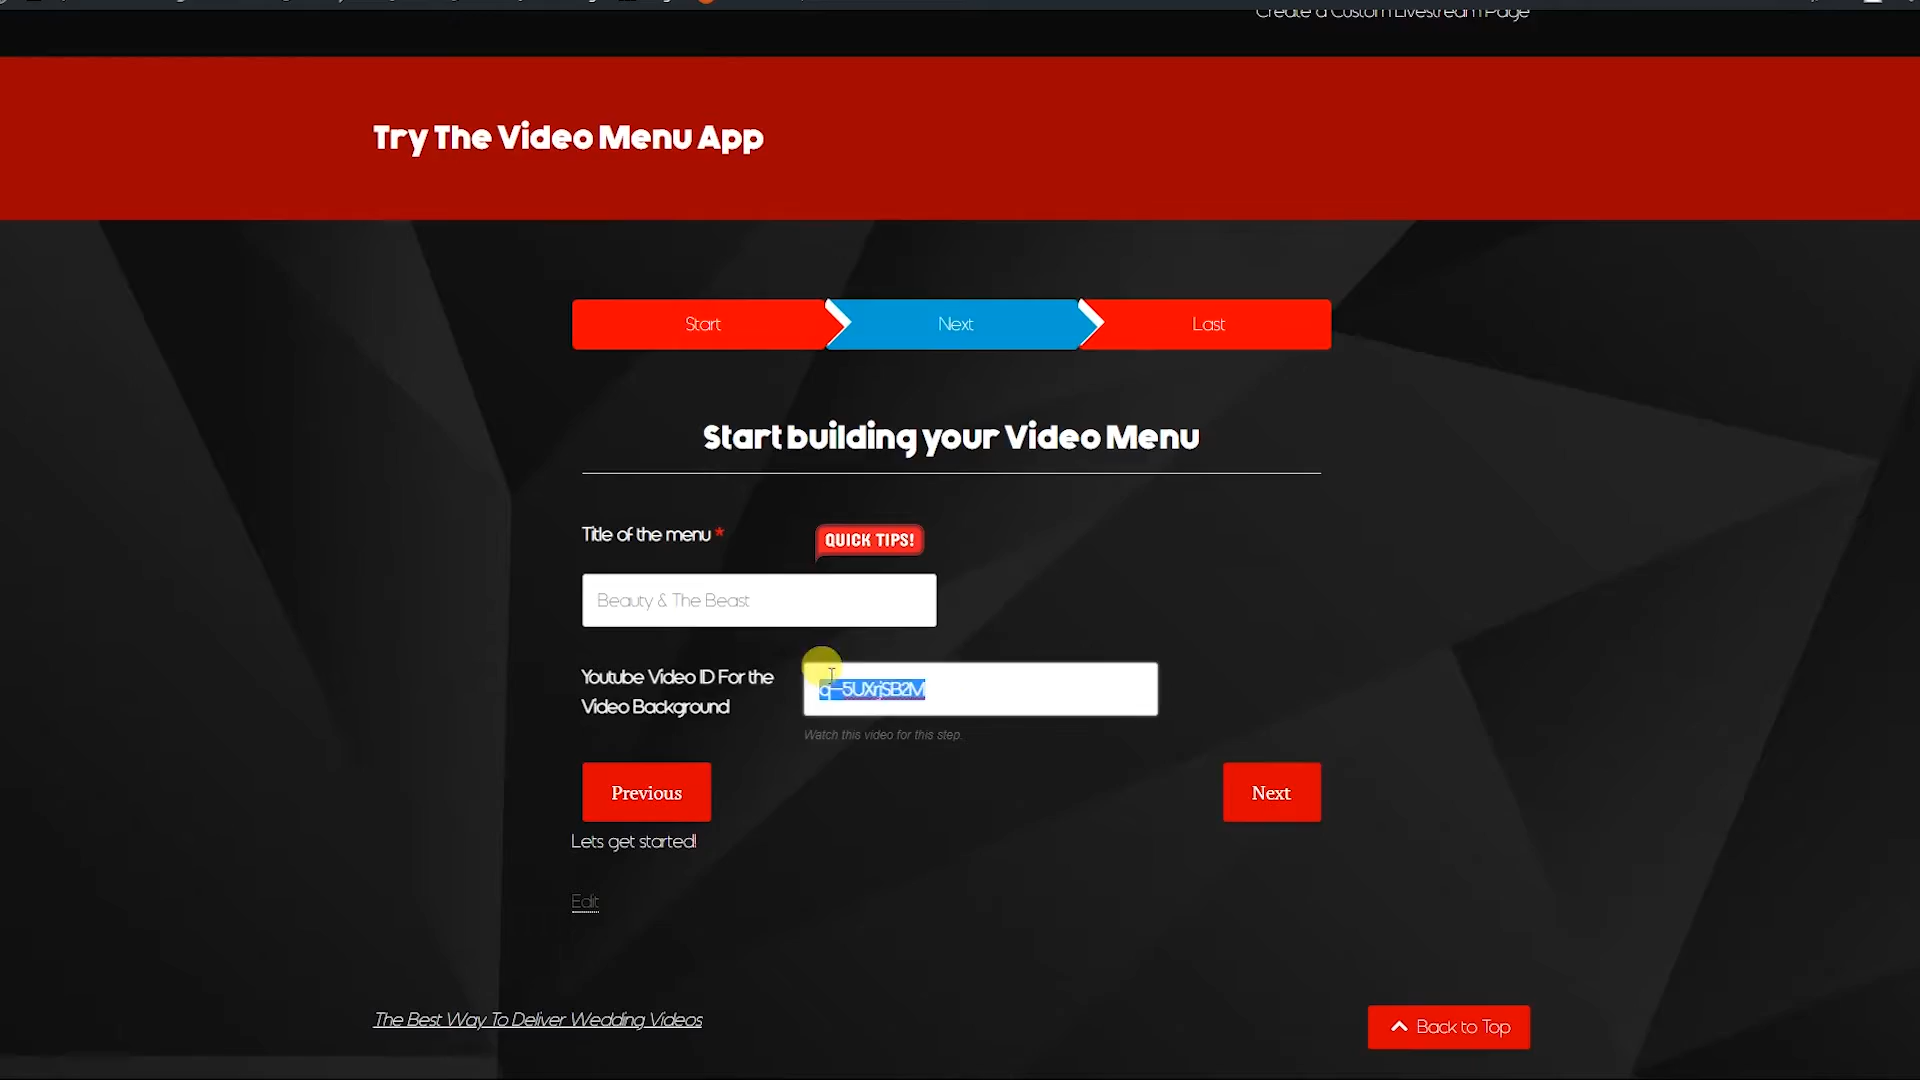 Create a Custom Livestream Page
Try The Video Menu App
Start
Next
Last
Start building your Video Menu
Title of the menu *
QUICK TIPS!
Beauty & The Beast
Youtube Video ID For the
Video Background
Watch this video for this step.
Previous
Next
Lets get started!
Edit
The Best Way To Deliver Wedding Videos
Back to Top